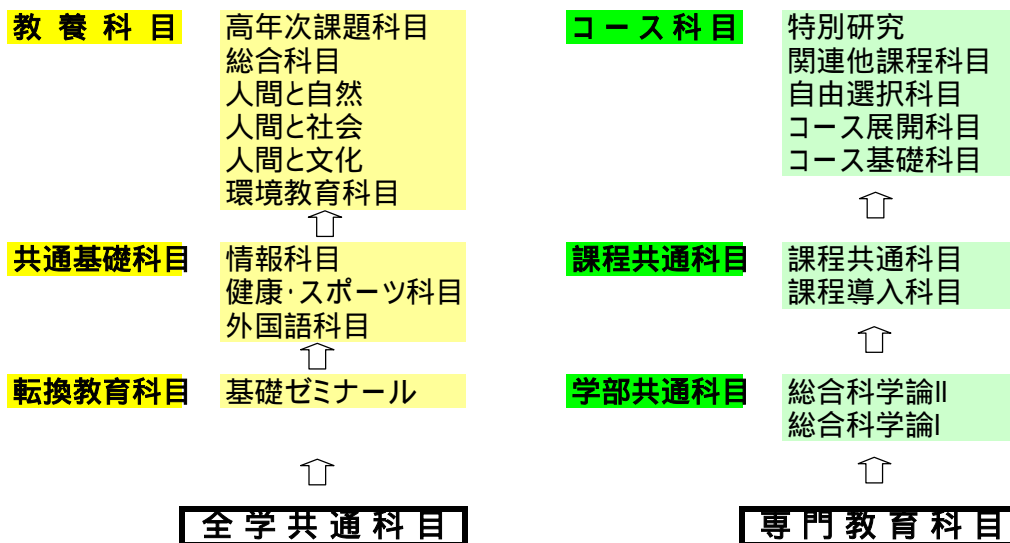 教養科目
高年次課題科目
総合科目
人間と自然
人間と社会
人間と文化
環境教育科目
共通基礎科目
情報科目
健康・スポーツ科目
外国語科目
転換教育科目
基礎ゼミナール
全学共通科目
コース科目
特別研究
関連他課程科目
自由選択科目
コース展開科目
コース基礎科目
課程共通科目
課程共通科目
課程導入科目
学部共通科目
総合科学論II
総合科学論I
専門教育科目